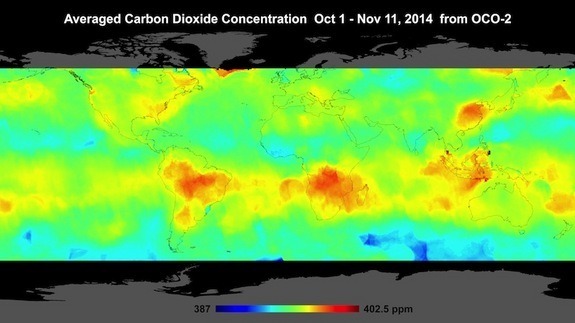 Averaged Carbon Dioxide Concentration Oct 1 - Nov 11, 2014 from OCO-2
387 402.5 ppm